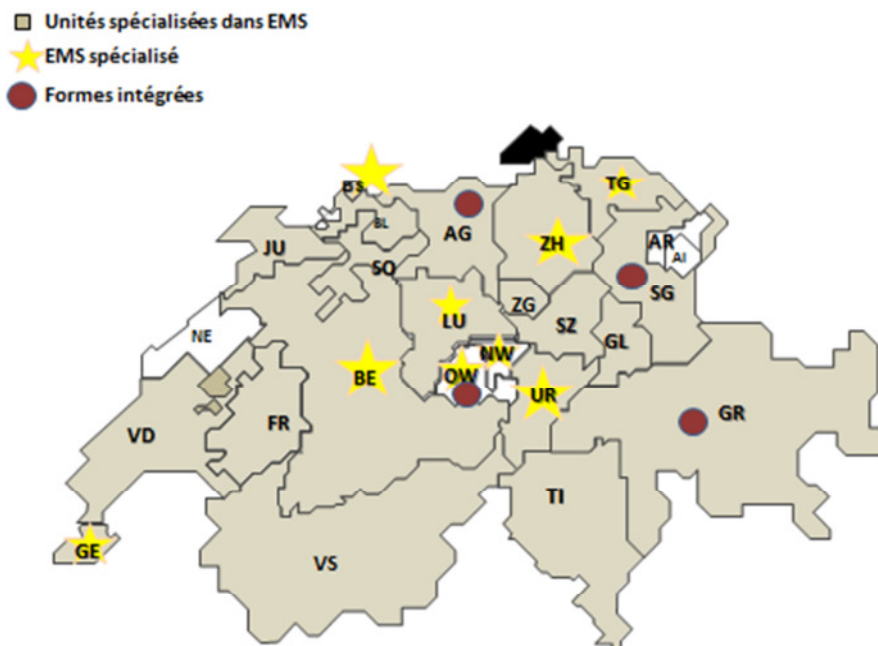 Unités spécialisées dans EMS
EMS spécialisé
Formes intégrées
BS
TG
BL
AG
ZH
AR
AI
JU
SO
SG
ZG
LU
SZ
NE
GL
NW
BE
OW
UR
FR
GR
VD
TI
GE
VS